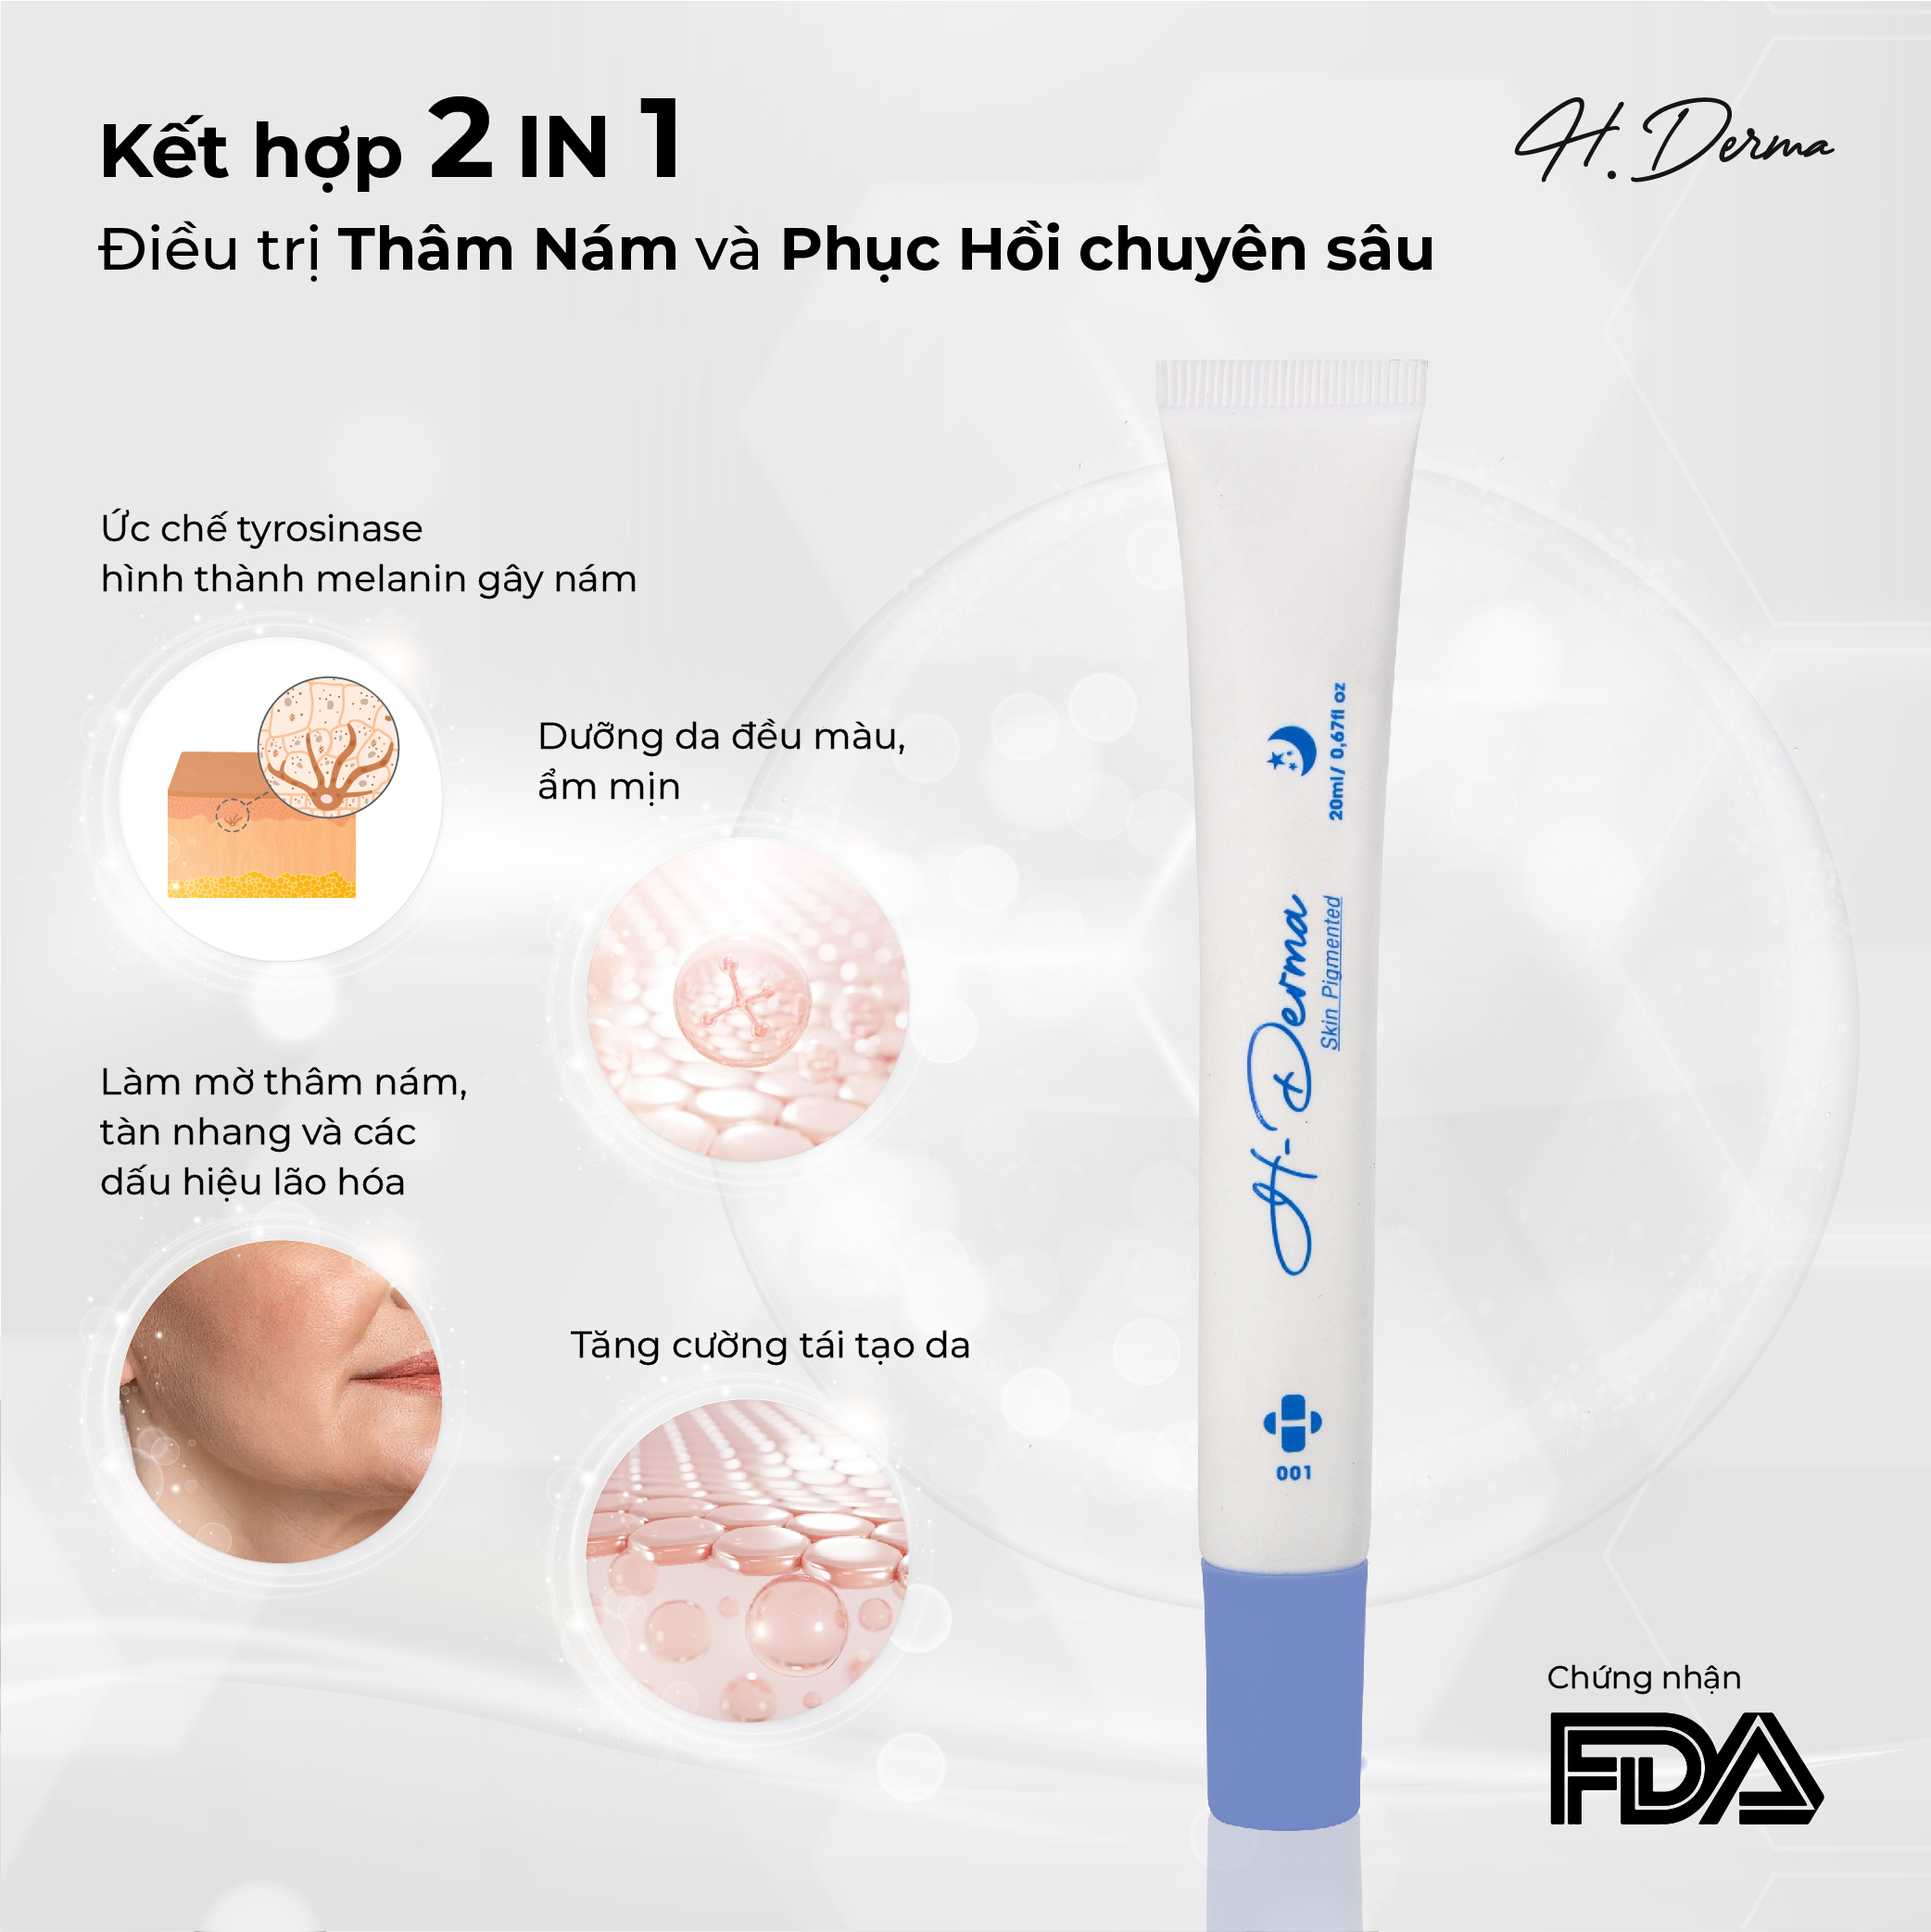 Kết hợp 2 IN 1
H. Derma
Điều trị Thâm Nám và Phục Hồi chuyên sâu
Ức chế tyrosinase
hình thành melanin gây nám
Dưỡng da đều màu,
ẩm mịn
Làm mờ thâm nám,
tàn nhang và các
dấu hiệu lão hóa
Tăng cường tái tạo da
20ml/ 0,67fl oz
H-Derma
Skin Pigmented
001
Chứng nhận
FDA